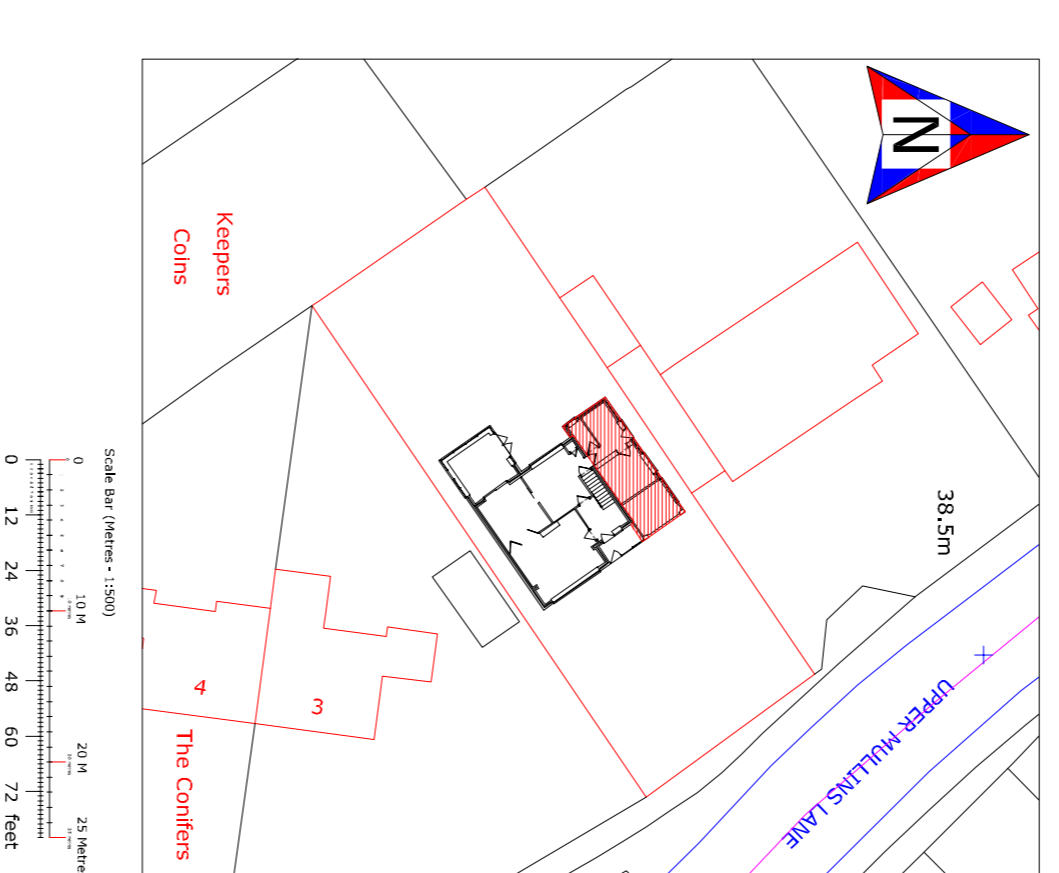 N
38.5m
UPPER MULLINS LANE
Keepers
Coins
3
4
The Conifers
Scale Bar (Metres - 1:500)
0 10 M 20 M 25 Metre
0 12 24 36 48 60 72 feet